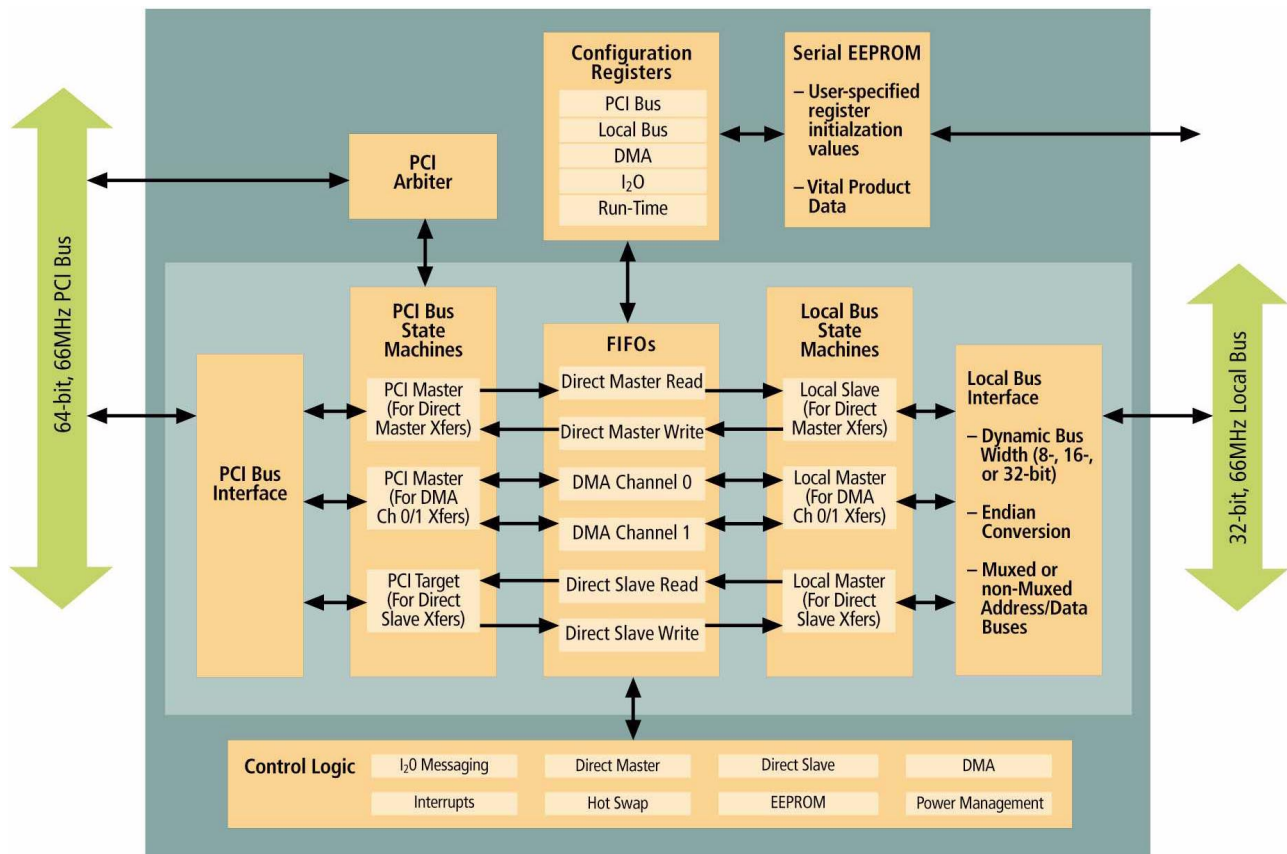 Configuration
Registers
PCI Bus
Local Bus
DMA
I₂O
Run-Time
Serial EEPROM
– User-specified
register
initialzation
values
– Vital Product
Data
PCI
Arbiter
64-bit, 66MHz PCI Bus
PCI Bus
Interface
PCI Bus
State
Machines
PCI Master
(For Direct
Master Xfers)
PCI Master
(For DMA
Ch 0/1 Xfers)
PCI Target
(For Direct
Slave Xfers)
FIFOs
Direct Master Read
Direct Master Write
DMA Channel 0
DMA Channel 1
Direct Slave Read
Direct Slave Write
Local Bus
State
Machines
Local Slave
(For Direct
Master Xfers)
Local Master
(For DMA
Ch 0/1 Xfers)
Local Master
(For Direct
Slave Xfers)
Local Bus
Interface
– Dynamic Bus
Width (8-, 16-,
or 32-bit)
– Endian
Conversion
– Muxed or
non-Muxed
Address/Data
Buses
32-bit, 66MHz Local Bus
Control Logic
I₂0 Messaging
Direct Master
Direct Slave
DMA
Interrupts
Hot Swap
EEPROM
Power Management